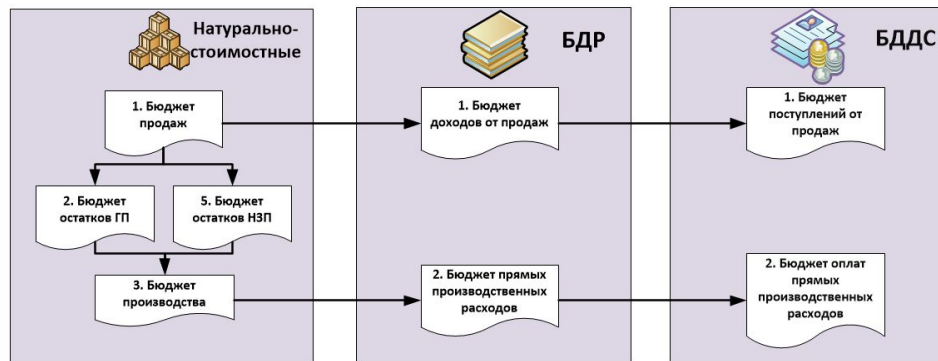 Натурально-
стоимостные
1. Бюджет
продаж
2. Бюджет
остатков ГП
5. Бюджет
остатков НЗП
3. Бюджет
производства
БДР
1. Бюджет
доходов от продаж
2. Бюджет прямых
производственных
расходов
БДДС
1. Бюджет
поступлений от
продаж
2. Бюджет оплат
прямых
производственных
расходов